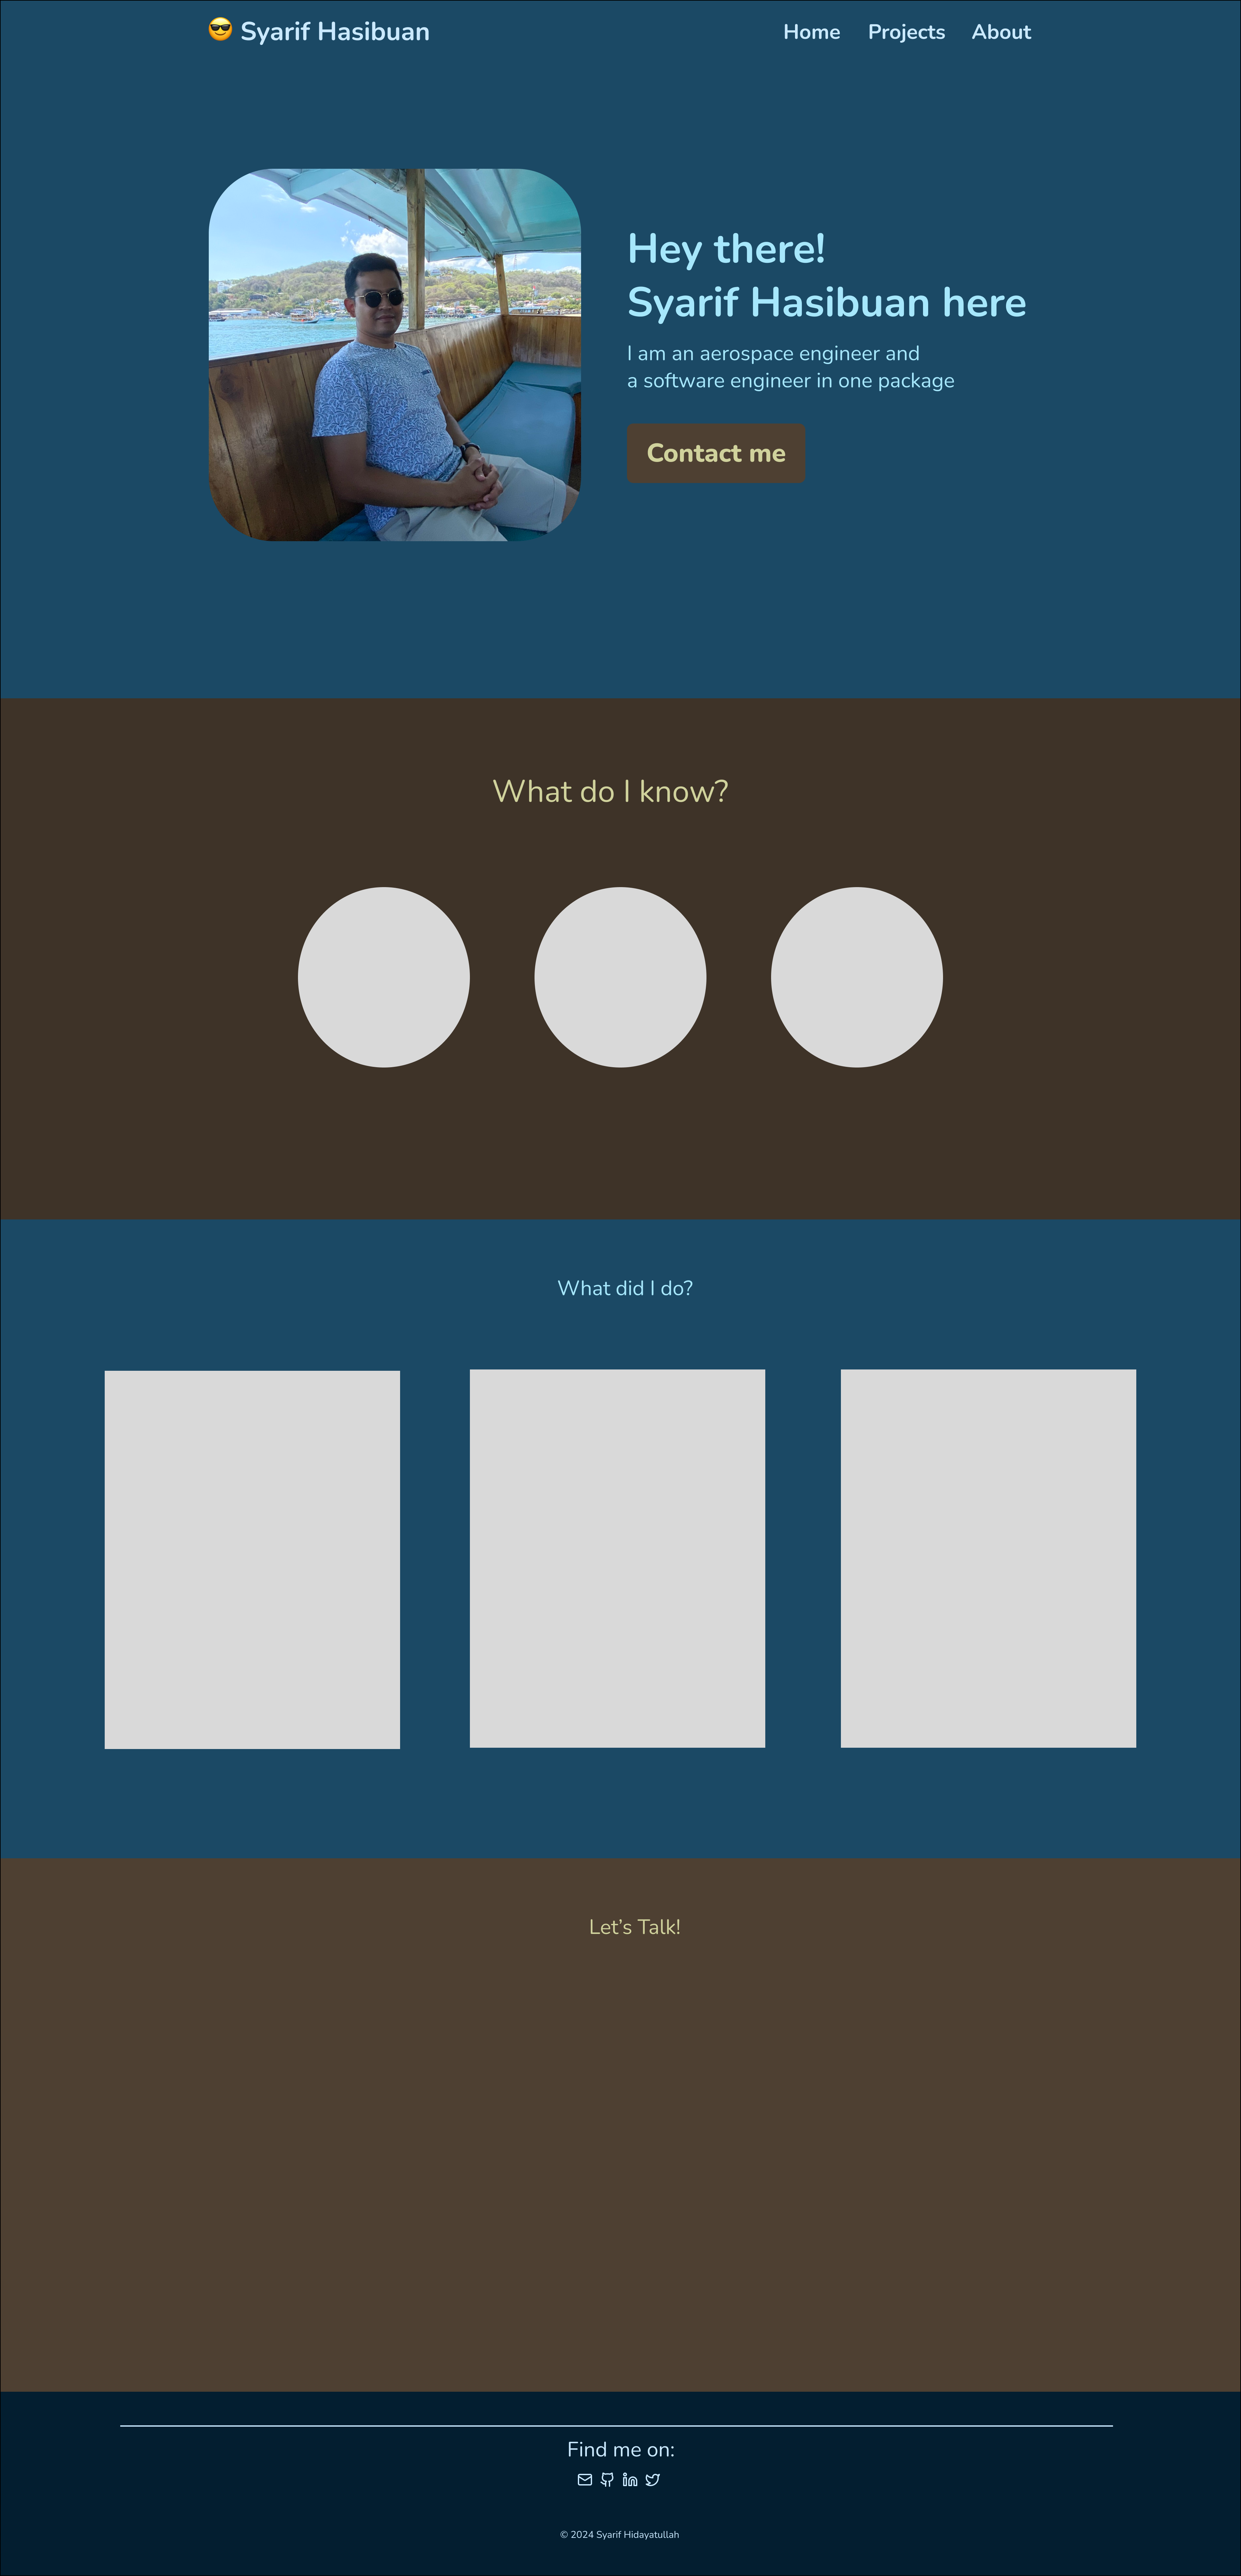 Syarif Hasibuan
Home Projects About
Hey there!
Syarif Hasibuan here
I am an aerospace engineer and
a software engineer in one package
Contact me
What do I know?
What did I do?
Let’s Talk!
Find me on:
© 2024 Syarif Hidayatullah